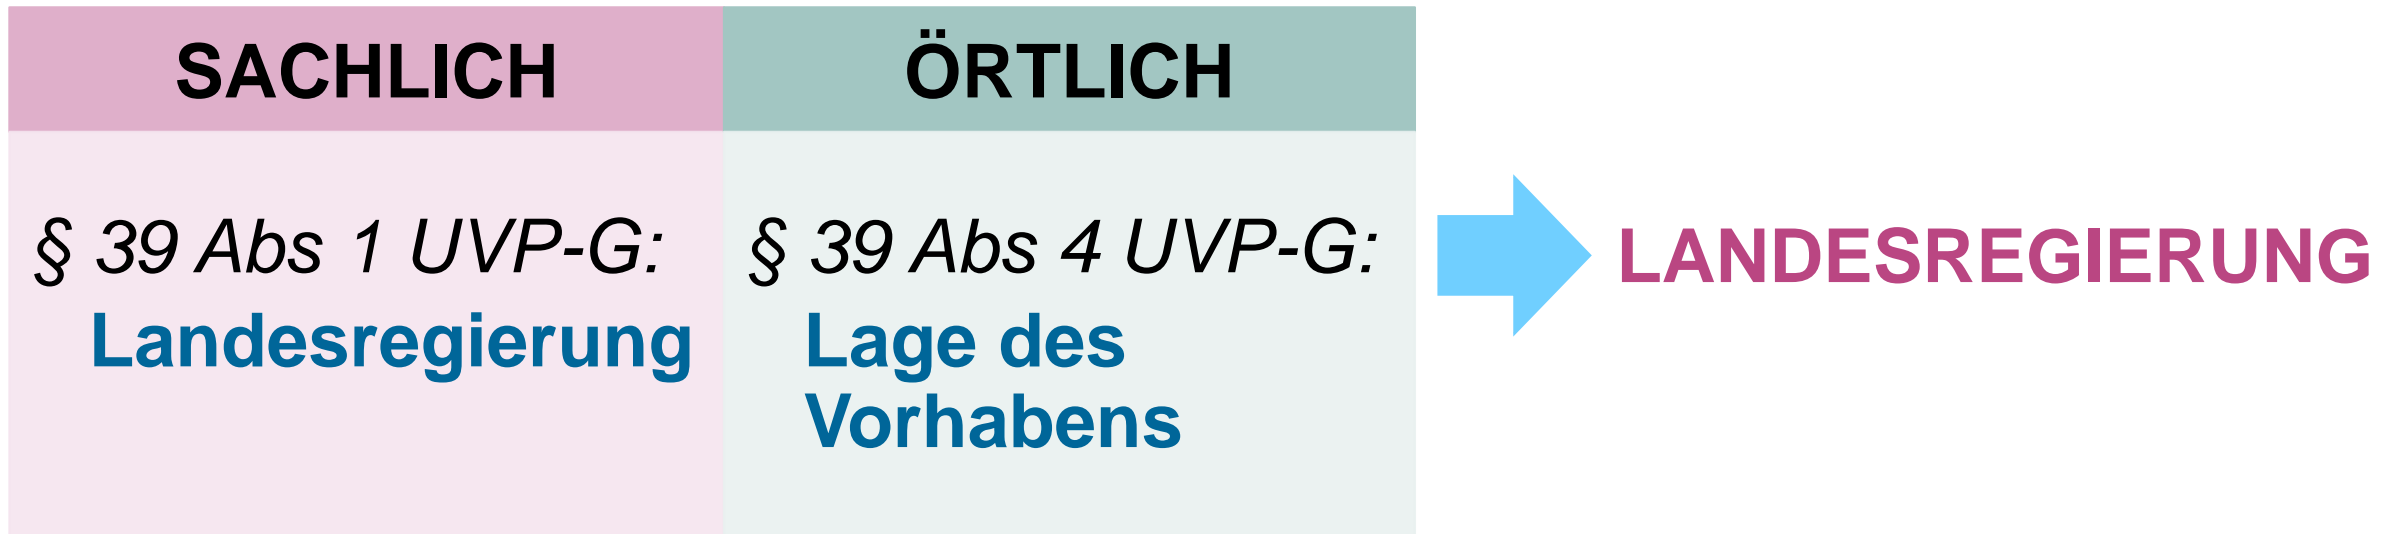 SACHLICH
ÖRTLICH
§ 39 Abs 1 UVP-G:
Landesregierung
§ 39 Abs 4 UVP-G:
Lage des
Vorhabens
LANDESREGIERUNG